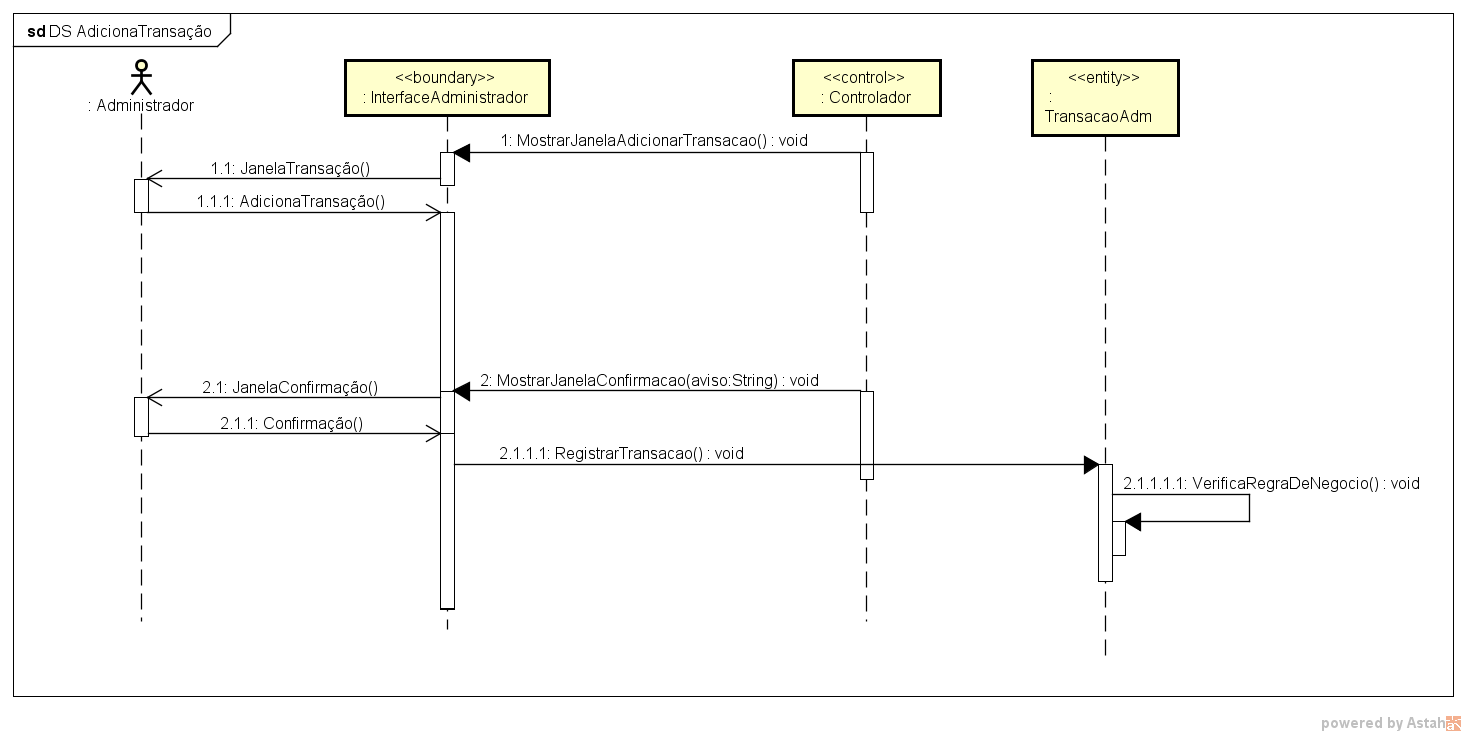 sd DS AdicionaTransação
: Administrador
<<boundary>>
: InterfaceAdministrador
<<control>>
: Controlador
<<entity>>
:
TransacaoAdm
1: MostrarJanelaAdicionarTransacao() : void
1.1: JanelaTransação()
1.1.1: AdicionaTransação()
2: MostrarJanelaConfirmacao(aviso:String) : void
2.1: JanelaConfirmação()
2.1.1: Confirmação()
2.1.1.1: RegistrarTransacao() : void
2.1.1.1.1: VerificaRegraDeNegocio() : void
powered by Astah